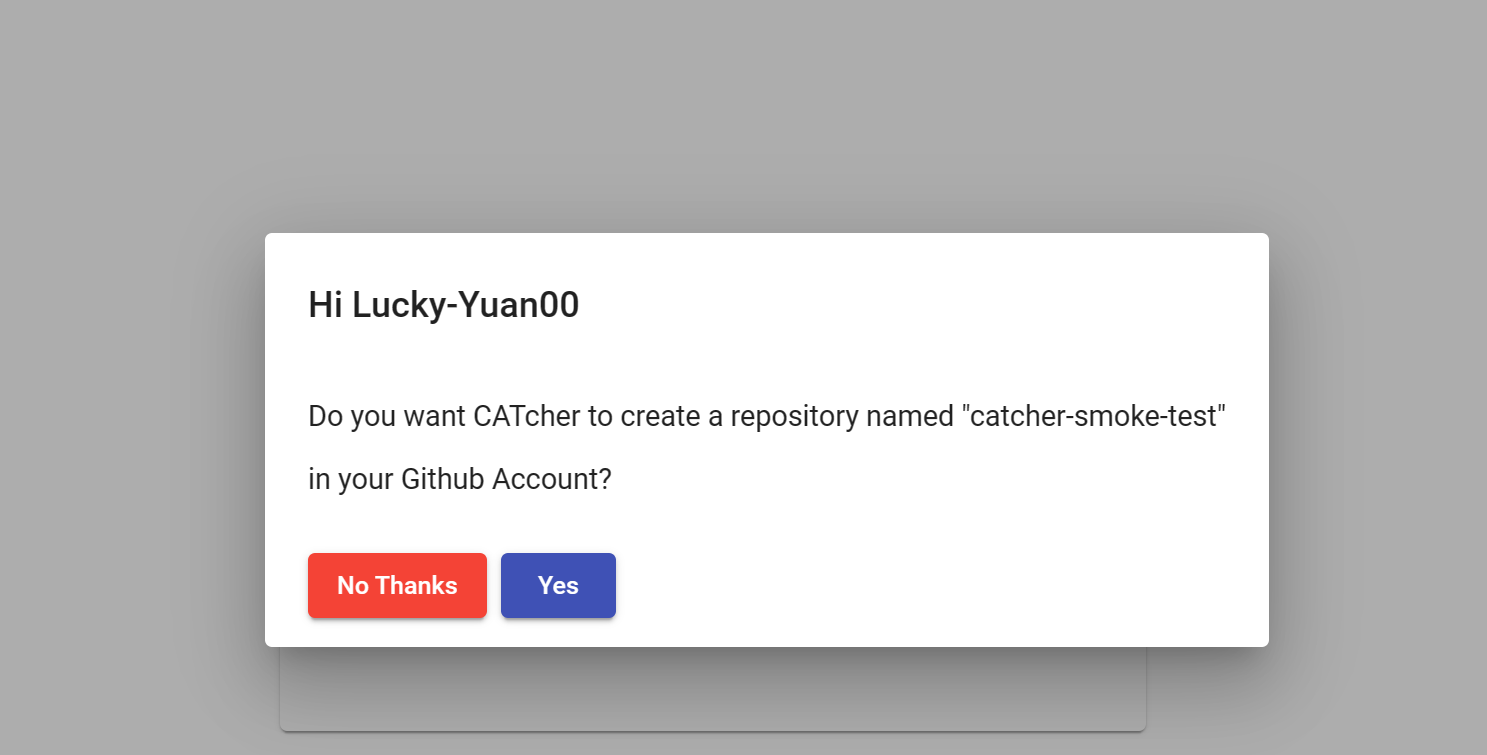 Hi Lucky-Yuan00
Do you want CATcher to create a repository named "catcher-smoke-test"
in your Github Account?
No Thanks
Yes